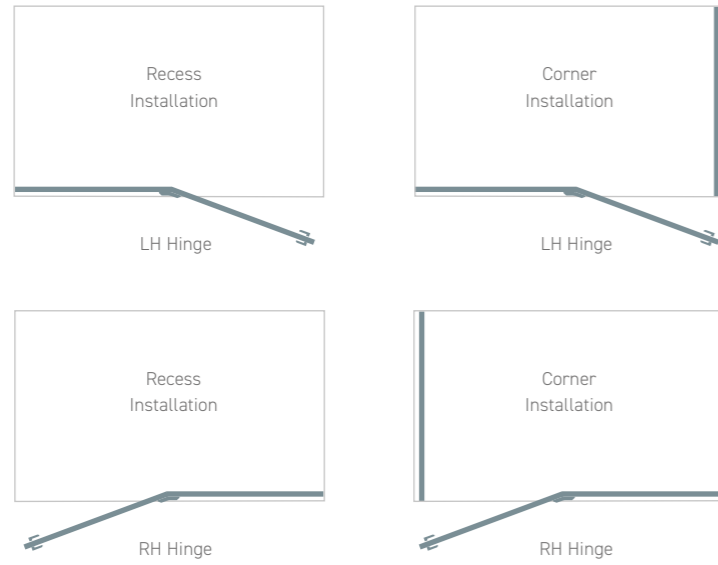 Recess
Installation
LH Hinge
Corner
Installation
LH Hinge
Recess
Installation
RH Hinge
Corner
Installation
RH Hinge